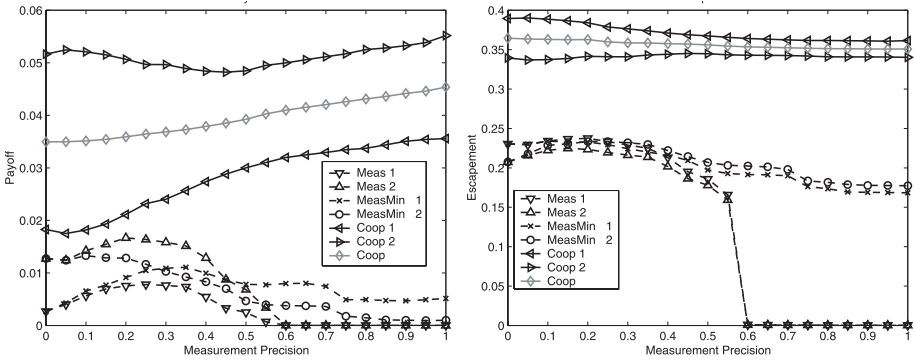 0.06
0.05
0.04
0.03
0.02
0.01
0
Payoff
0 0.1 0.2 0.3 0.4 0.5 0.6 0.7 0.8 0.9 1
Measurement Precision
Meas 1
Meas 2
MeasMin 1
MeasMin 2
Coop 1
Coop 2
Coop
0.4
0.35
0.3
0.25
0.2
0.15
0.1
0.05
0
Escapement
0 0.1 0.2 0.3 0.4 0.5 0.6 0.7 0.8 0.9 1
Measurement Precision
Meas 1
Meas 2
MeasMin 1
MeasMin 2
Coop 1
Coop 2
Coop